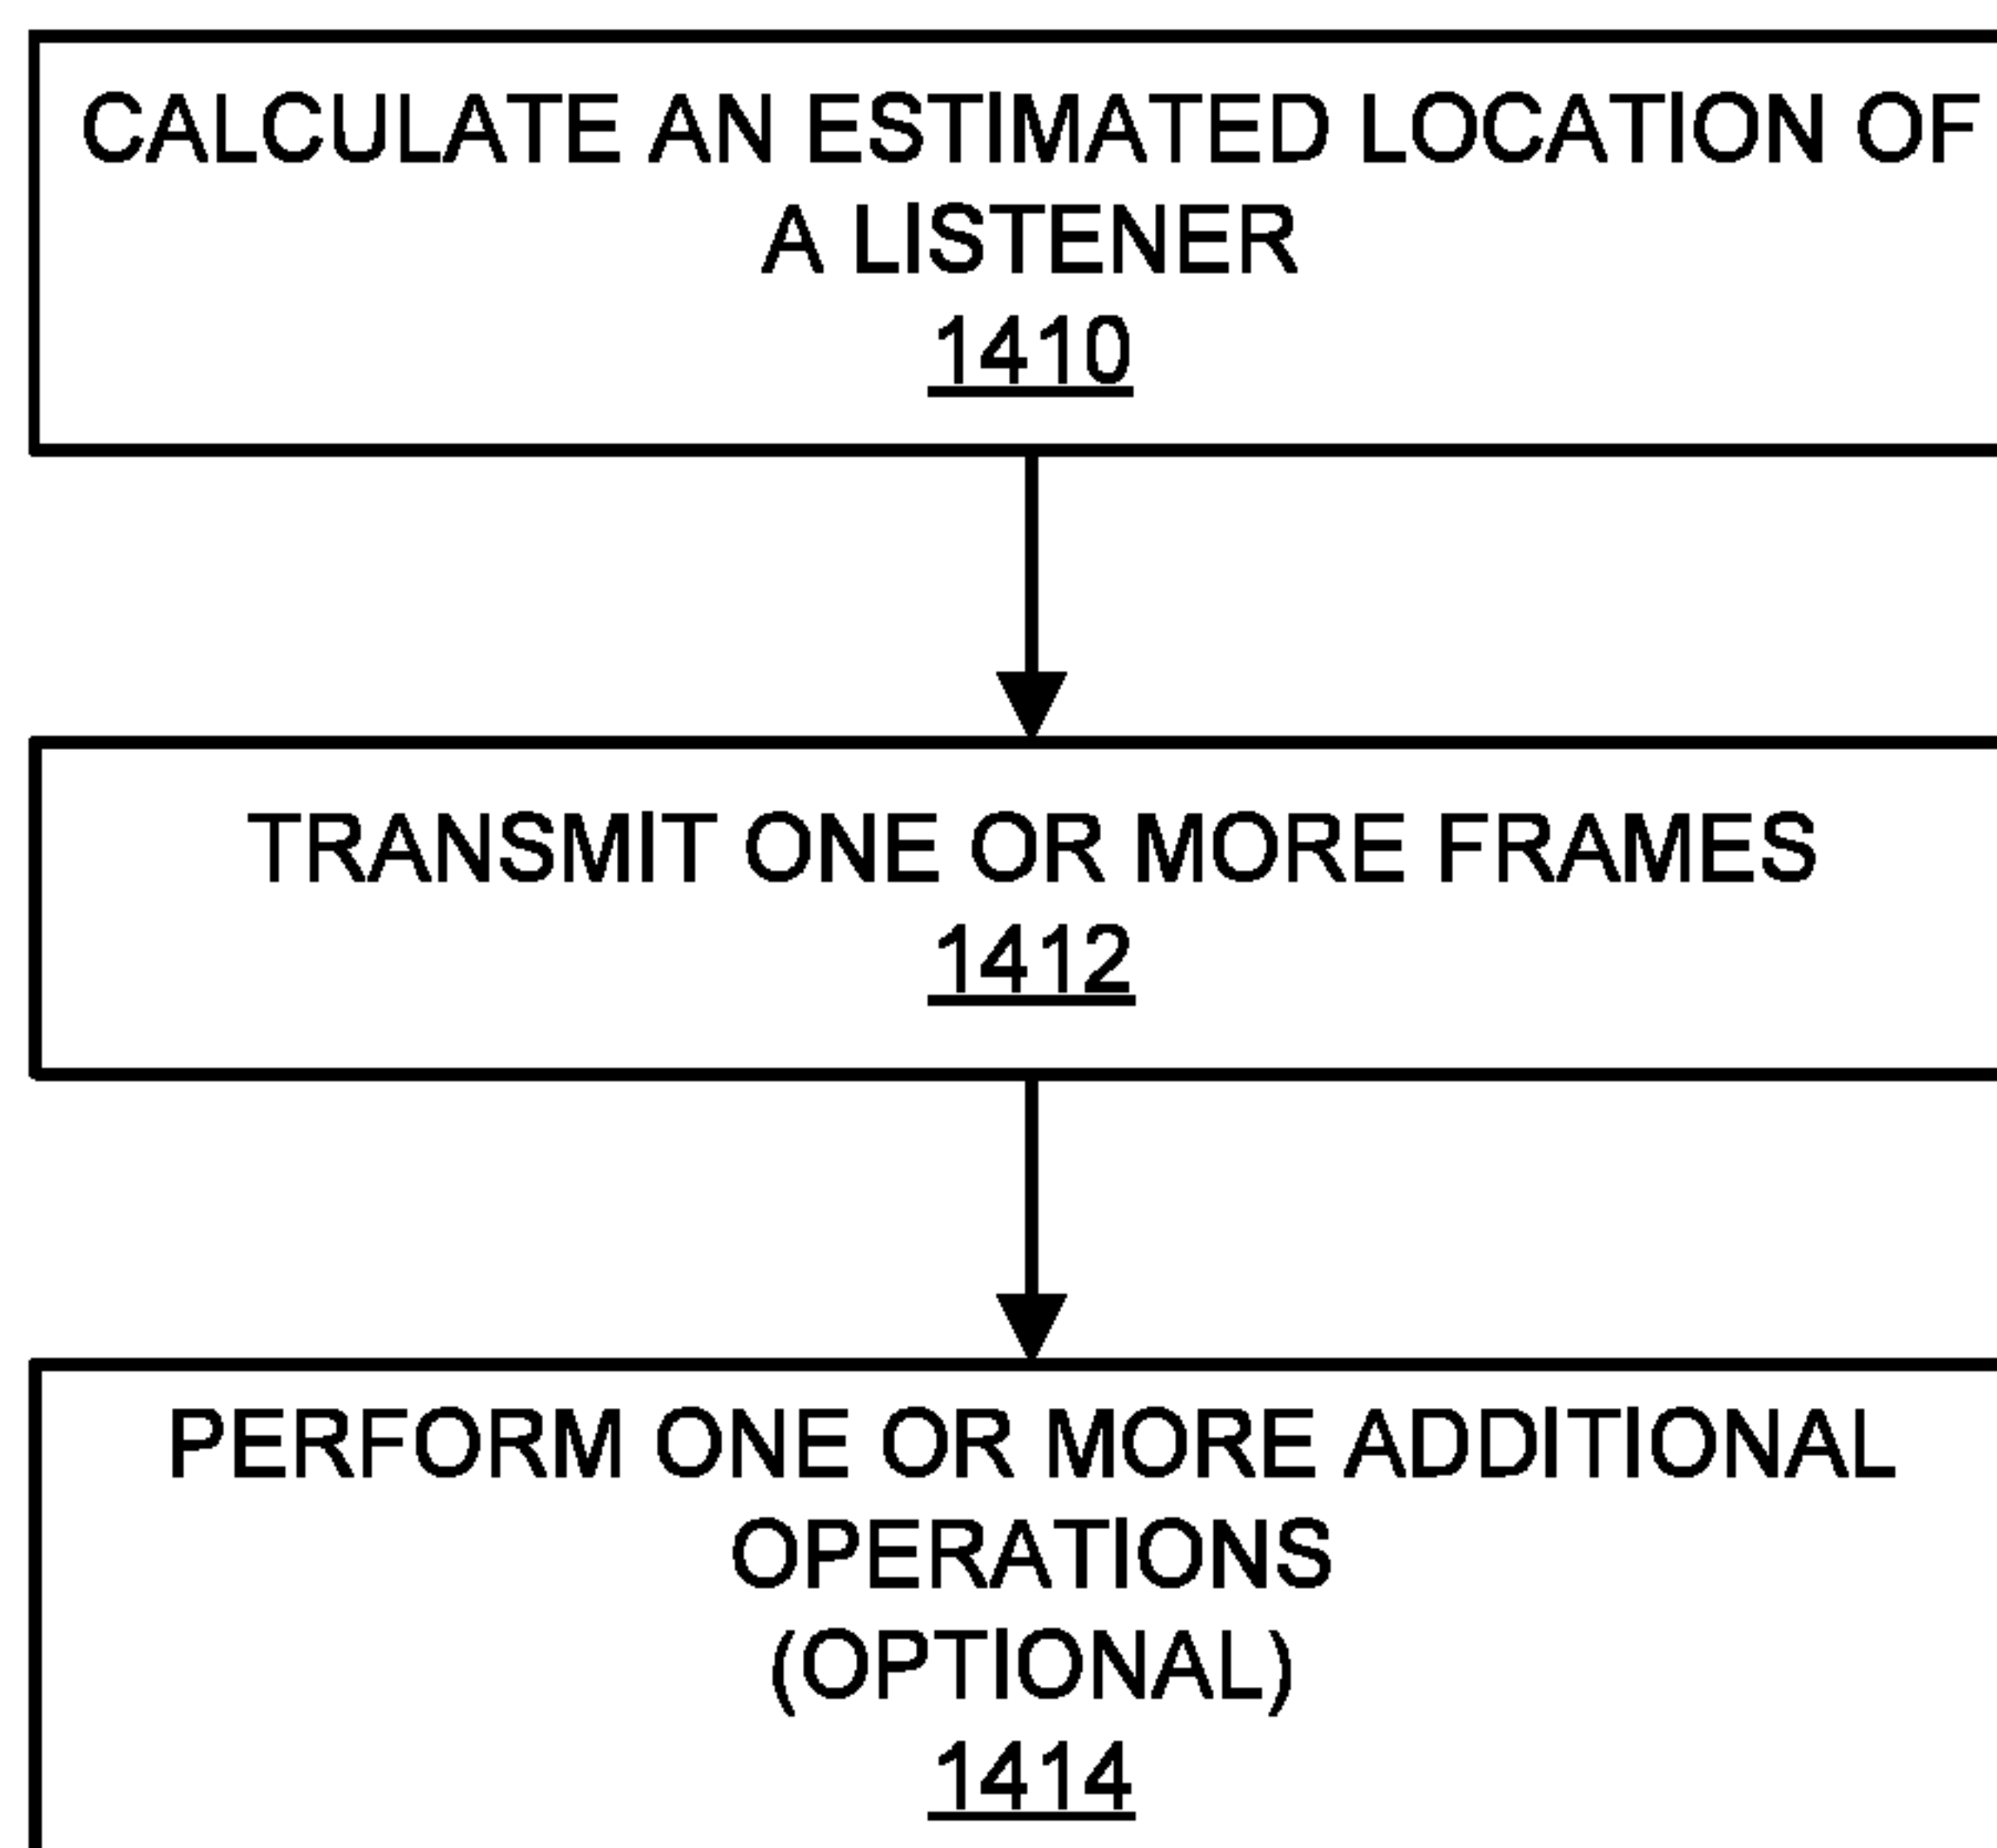 CALCULATE AN ESTIMATED LOCATION OF
A LISTENER
1410
TRANSMIT ONE OR MORE FRAMES
1412
PERFORM ONE OR MORE ADDITIONAL
OPERATIONS
(OPTIONAL)
1414